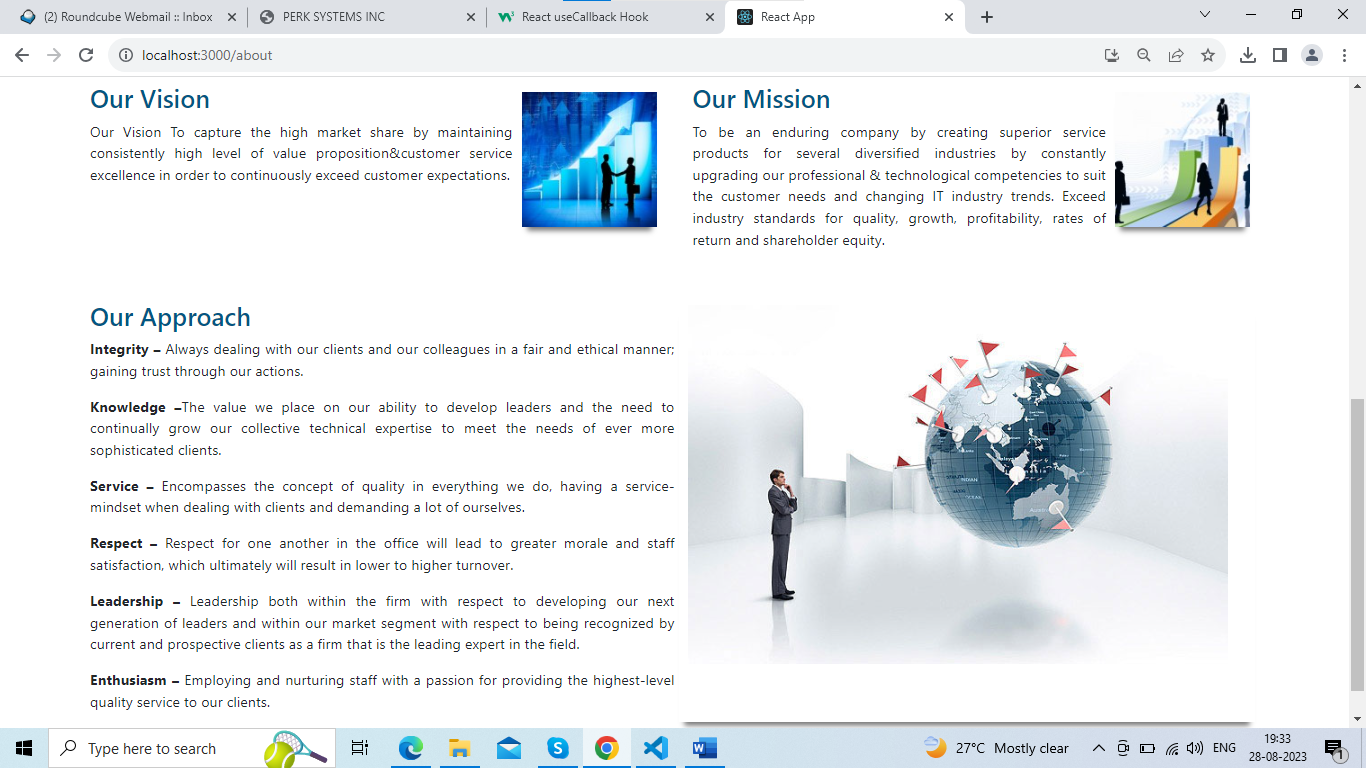 (2) Roundcube Webmail :: Inbox
PERK SYSTEMS INC
React useCallback Hook
React App
localhost:3000/about
Our Vision
Our Vision To capture the high market share by maintaining
consistently high level of value proposition&customer service
excellence in order to continuously exceed customer expectations.
Our Mission
To be an enduring company by creating superior service
products for several diversified industries by constantly
upgrading our professional & technological competencies to suit
the customer needs and changing IT industry trends. Exceed
industry standards for quality, growth, profitability, rates of
return and shareholder equity.
Our Approach
Integrity – Always dealing with our clients and our colleagues in a fair and ethical manner;
gaining trust through our actions.
Knowledge –The value we place on our ability to develop leaders and the need to
continually grow our collective technical expertise to meet the needs of ever more
sophisticated clients.
Service – Encompasses the concept of quality in everything we do, having a service-
mindset when dealing with clients and demanding a lot of ourselves.
Respect – Respect for one another in the office will lead to greater morale and staff
satisfaction, which ultimately will result in lower to higher turnover.
Leadership – Leadership both within the firm with respect to developing our next
generation of leaders and within our market segment with respect to being recognized by
current and prospective clients as a firm that is the leading expert in the field.
Enthusiasm – Employing and nurturing staff with a passion for providing the highest-level
quality service to our clients.
INDIAN
Type here to search
27°C Mostly clear
ENG
19:33
28-08-2023
1